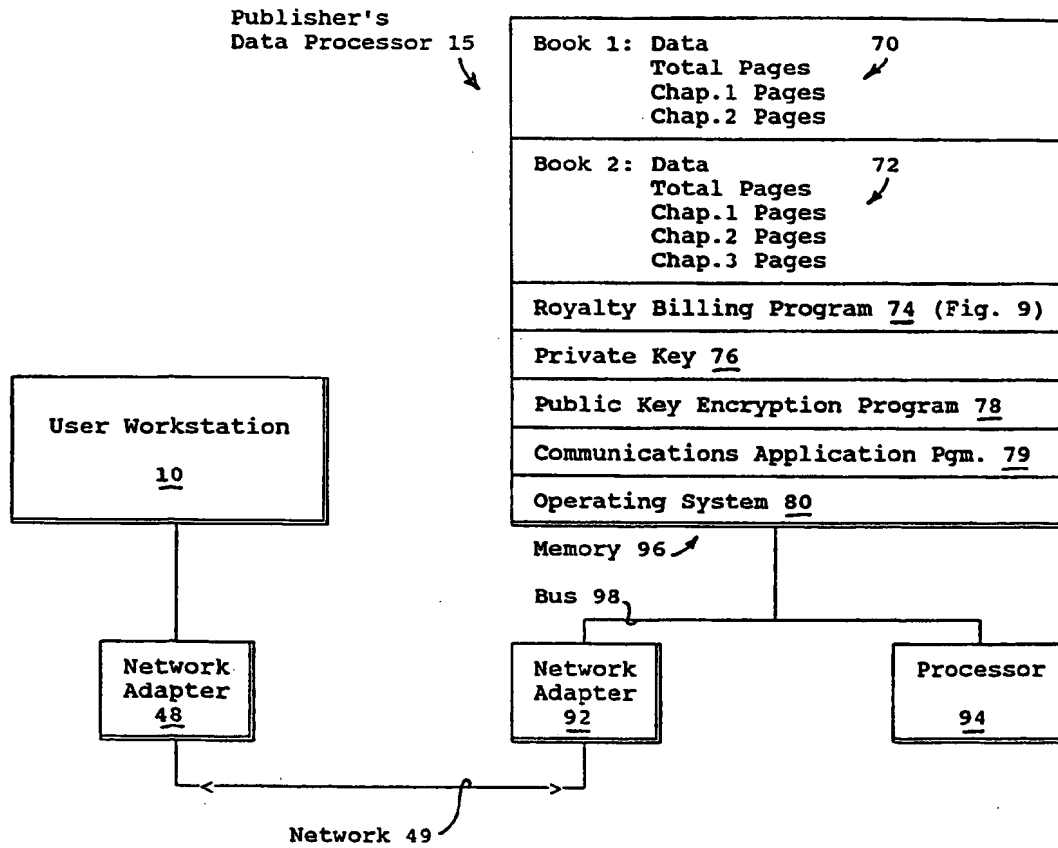 Publisher's
Data Processor 15
Book 1: Data 70
Total Pages
Chap.1 Pages
Chap.2 Pages
Book 2: Data 72
Total Pages
Chap.1 Pages
Chap.2 Pages
Chap.3 Pages
Royalty Billing Program 74 (Fig. 9)
Private Key 76
Public Key Encryption Program 78
Communications Application Pgm. 79
Operating System 80
Memory 96
User Workstation
10
Bus 98
Network
Adapter
48
Network
Adapter
92
Processor
94
Network 49